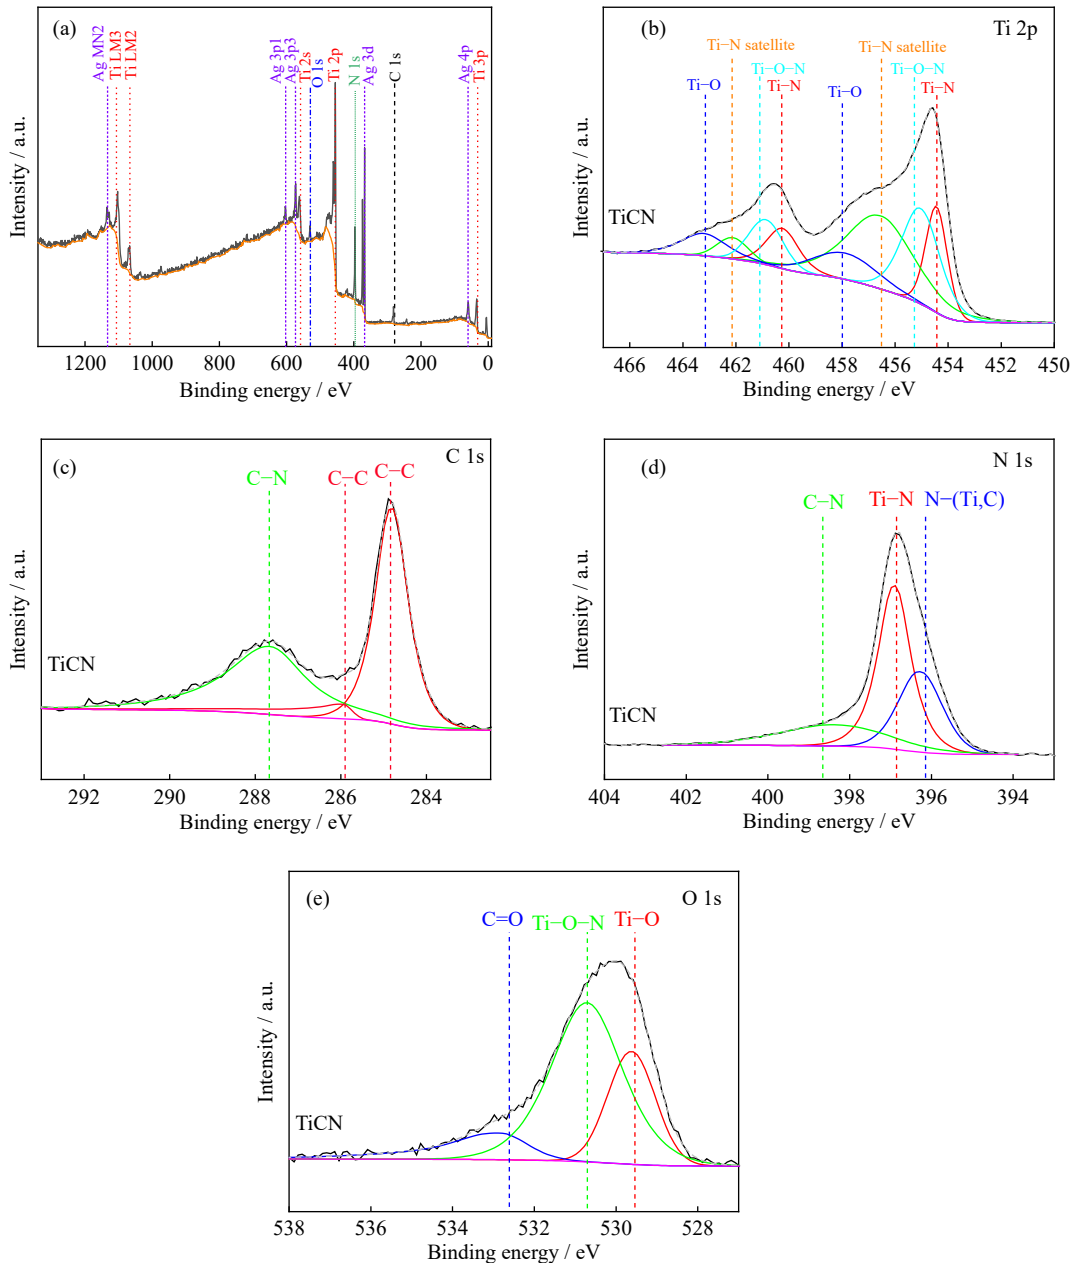 (a)
Ag MN2
Ti LM3
Ti LM2
Ag 3p1
Ag 3p3
Ti 2s
O 1s
Ti 2p
N 1s
Ag 3d
C 1s
Ag 4p
Ti 3p
Intensity / a.u.
1200 1000 800 600 400 200 0
Binding energy / eV
(b)
Ti 2p
Ti−N satellite
Ti−N satellite
Ti−O
Ti−O−N
Ti−N
Ti−O
Ti−O−N
Ti−N
TiCN
Intensity / a.u.
466 464 462 460 458 456 454 452 450
Binding energy / eV
(c)
C 1s
C−N
C−C
C−C
TiCN
Intensity / a.u.
292 290 288 286 284
Binding energy / eV
(d)
N 1s
C−N
Ti−N
N−(Ti,C)
TiCN
Intensity / a.u.
404 402 400 398 396 394
Binding energy / eV
(e)
O 1s
C=O
Ti−O−N
Ti−O
TiCN
Intensity / a.u.
538 536 534 532 530 528
Binding energy / eV